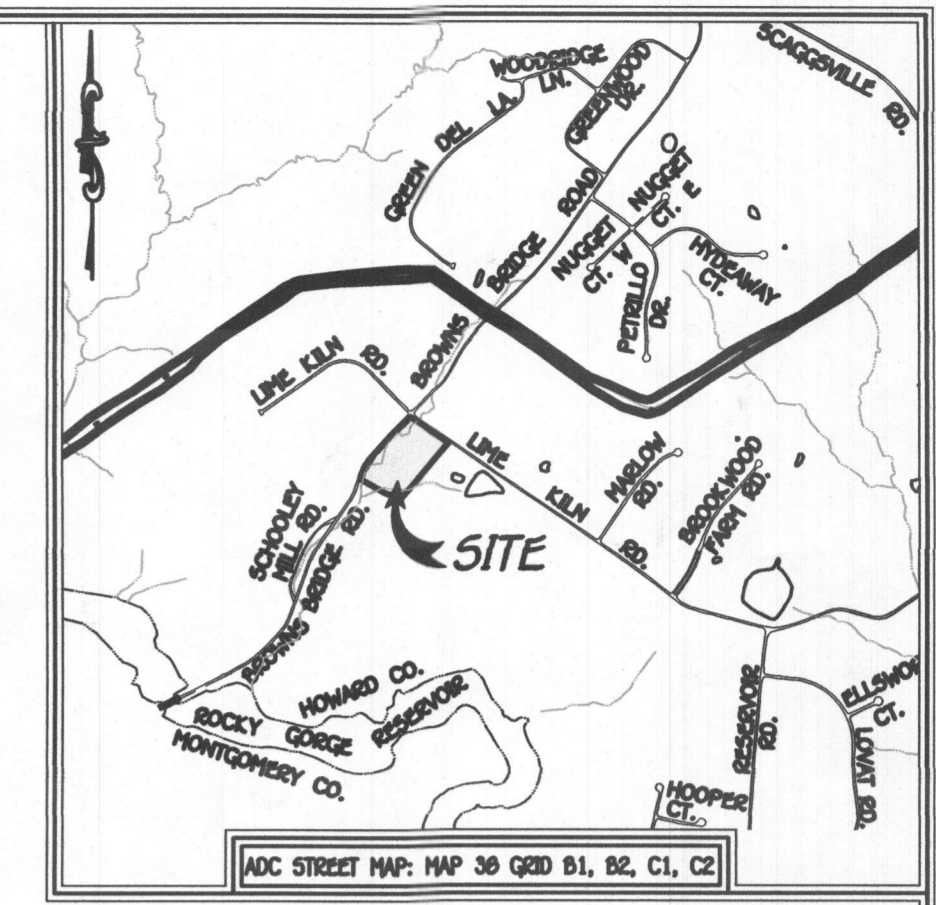 SCAGGSVILLE RD.
WOODRIDGE
LN.
GREENWOOD
DR.
GREEN DEL LA.
NUGGET
CT. E
NUGGET
CT. W
HYDEAWAY
CT.
PETRILLO
DR.
BROWNS BRIDGE ROAD
LIME KILN RD.
LIME KILN RD.
MARLOW
RD.
BROOKWOOD
FARM RD.
SCHOOLEY
MILL RD.
BROWNS BRIDGE RD.
SITE
HOWARD CO.
ROCKY GORGE RESERVOIR
MONTGOMERY CO.
RESERVOIR
RD.
ELLSWOR
CT.
LOVAT RD.
HOOPER
CT.
ADC STREET MAP: MAP 38 GRID B1, B2, C1, C2